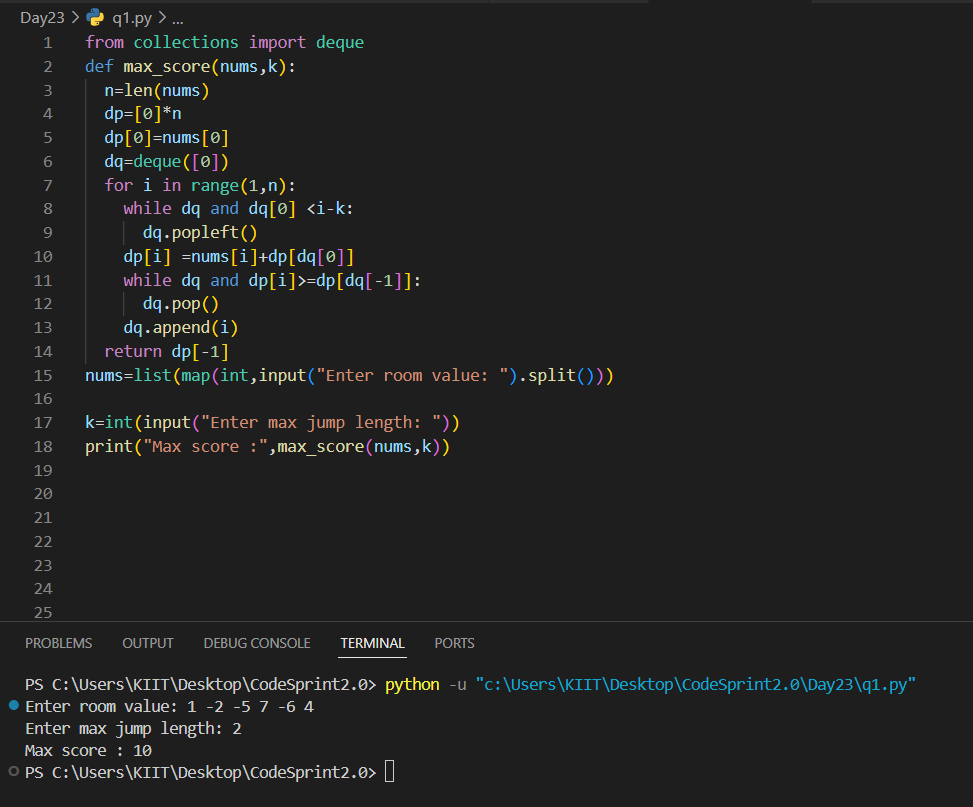 Day23 > q1.py > ...
1 from collections import deque
2 def max_score(nums,k):
3   n=len(nums)
4   dp=[0]*n
5   dp[0]=nums[0]
6   dq=deque([0])
7   for i in range(1,n):
8     while dq and dq[0] <i-k:
9       dq.popleft()
10     dp[i] =nums[i]+dp[dq[0]]
11     while dq and dp[i]>=dp[dq[-1]]:
12       dq.pop()
13     dq.append(i)
14   return dp[-1]
15 nums=list(map(int,input("Enter room value: ").split()))
16
17 k=int(input("Enter max jump length: "))
18 print("Max score :",max_score(nums,k))
19
20
21
22
23
24
25
PROBLEMS OUTPUT DEBUG CONSOLE TERMINAL PORTS
PS C:\Users\KIIT\Desktop\CodeSprint2.0> python -u "c:\Users\KIIT\Desktop\CodeSprint2.0\Day23\q1.py"
Enter room value: 1 -2 -5 7 -6 4
Enter max jump length: 2
Max score : 10
PS C:\Users\KIIT\Desktop\CodeSprint2.0>